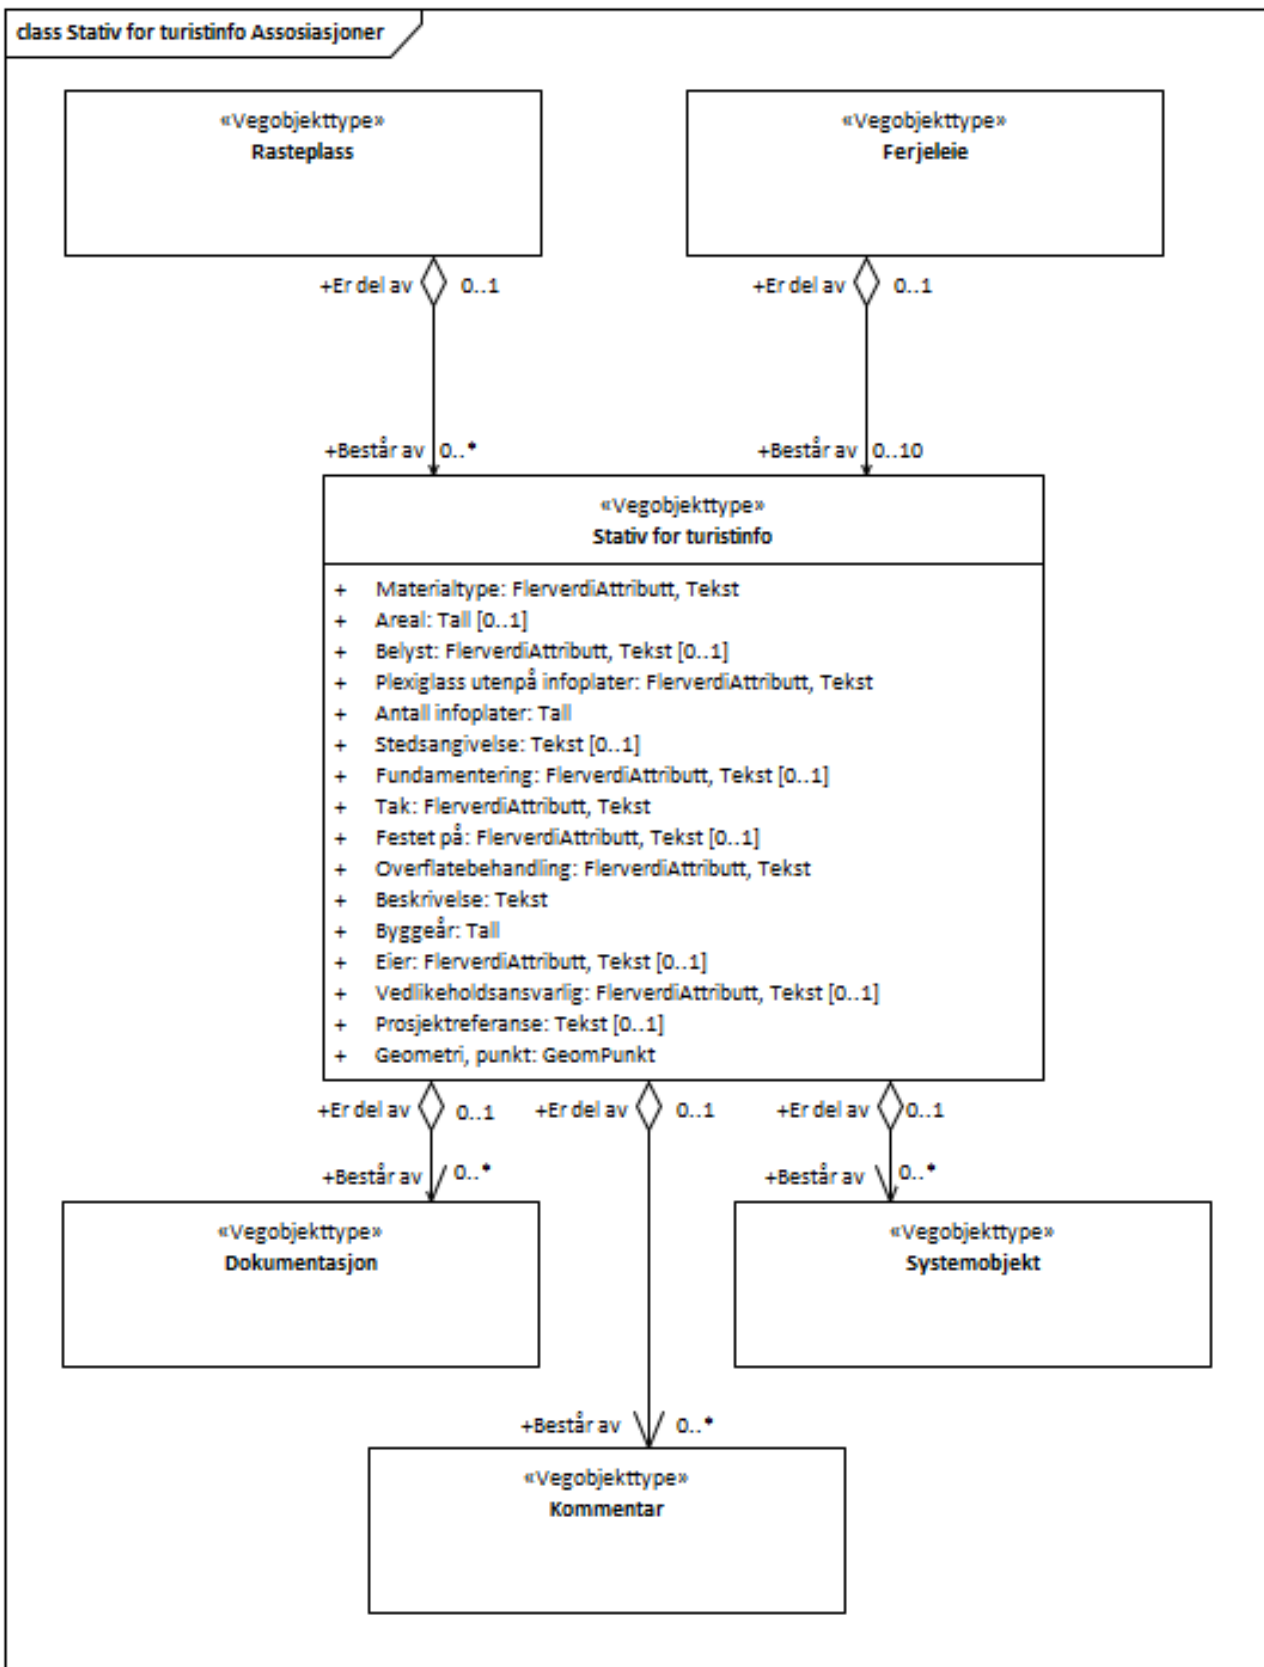 class Stativ for turistinfo Assosiasjoner
«Vegobjekttype»
Rasteplass
«Vegobjekttype»
Ferjeleie
+Er del av 0..1
+Er del av 0..1
+Består av 0..*
+Består av 0..10
«Vegobjekttype»
Stativ for turistinfo
+ Materialtype: FlerverdiAttributt, Tekst
+ Areal: Tall [0..1]
+ Belyst: FlerverdiAttributt, Tekst [0..1]
+ Plexiglass utenpå infoplater: FlerverdiAttributt, Tekst
+ Antall infoplater: Tall
+ Stedsangivelse: Tekst [0..1]
+ Fundamentering: FlerverdiAttributt, Tekst [0..1]
+ Tak: FlerverdiAttributt, Tekst
+ Festet på: FlerverdiAttributt, Tekst [0..1]
+ Overflatebehandling: FlerverdiAttributt, Tekst
+ Beskrivelse: Tekst
+ Byggeår: Tall
+ Eier: FlerverdiAttributt, Tekst [0..1]
+ Vedlikeholdsansvarlig: FlerverdiAttributt, Tekst [0..1]
+ Prosjektreferanse: Tekst [0..1]
+ Geometri, punkt: GeomPunkt
+Er del av 0..1
+Er del av 0..1
+Er del av 0..1
+Består av 0..*
+Består av 0..*
«Vegobjekttype»
Dokumentasjon
«Vegobjekttype»
Systemobjekt
+Består av 0..*
«Vegobjekttype»
Kommentar